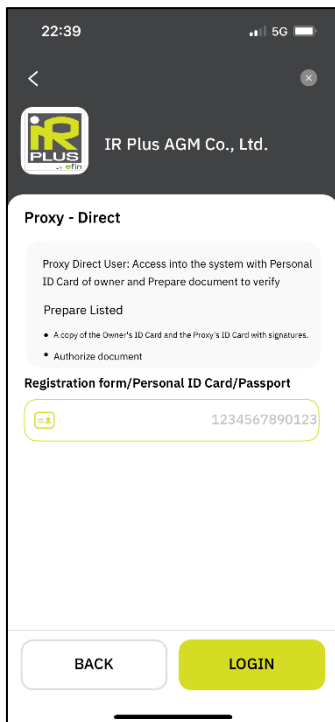 22:39
5G
iR
PLUS
by efin
IR Plus AGM Co., Ltd.
Proxy - Direct
Proxy Direct User: Access into the system with Personal
ID Card of owner and Prepare document to verify
Prepare Listed
• A copy of the Owner's ID Card and the Proxy's ID Card with signatures.
• Authorize document
Registration form/Personal ID Card/Passport
1234567890123
BACK
LOGIN